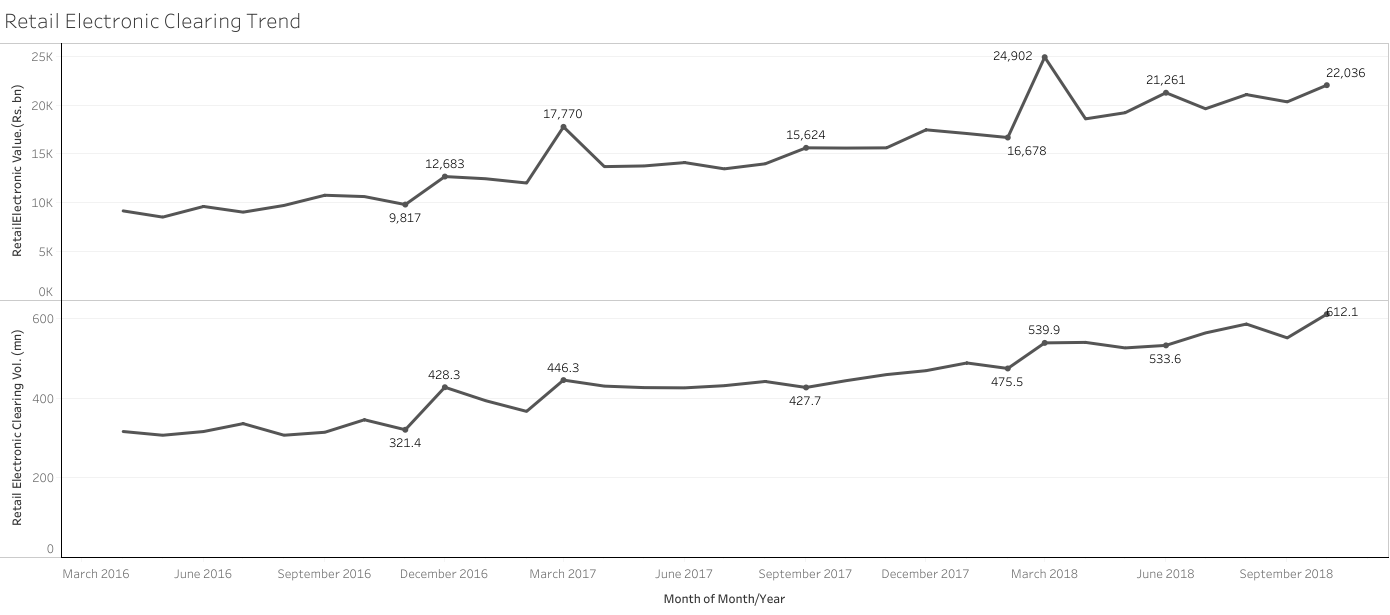 Retail Electronic Clearing Trend
RetailElectronic Value.(Rs. bn)
25K
20K
15K
10K
5K
0K
9,817
12,683
17,770
15,624
16,678
24,902
21,261
22,036
Retail Electronic Clearing Vol. (mn)
600
400
200
0
321.4
428.3
446.3
427.7
475.5
539.9
533.6
612.1
March 2016
June 2016
September 2016
December 2016
March 2017
June 2017
September 2017
December 2017
March 2018
June 2018
September 2018
Month of Month/Year